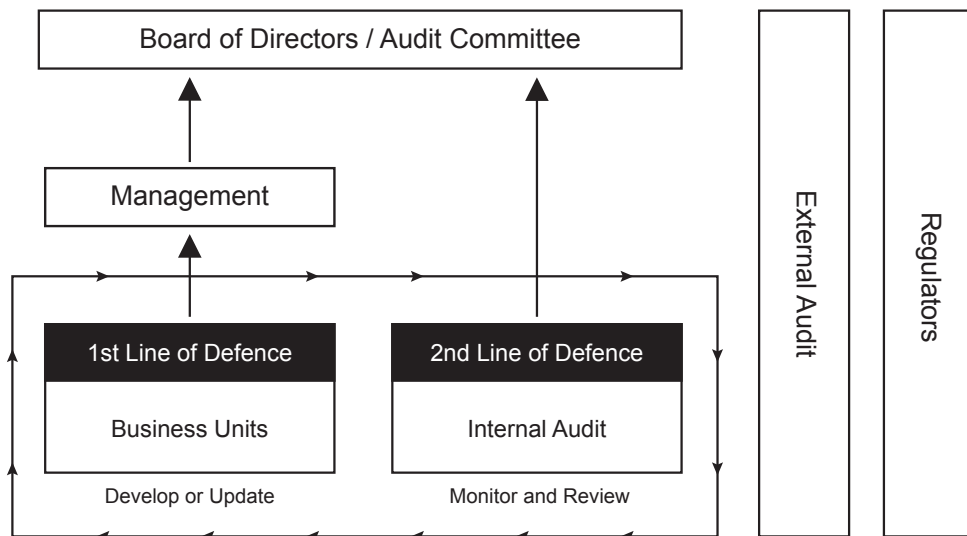 Board of Directors / Audit Committee
Management
1st Line of Defence
Business Units
Develop or Update
2nd Line of Defence
Internal Audit
Monitor and Review
External Audit
Regulators